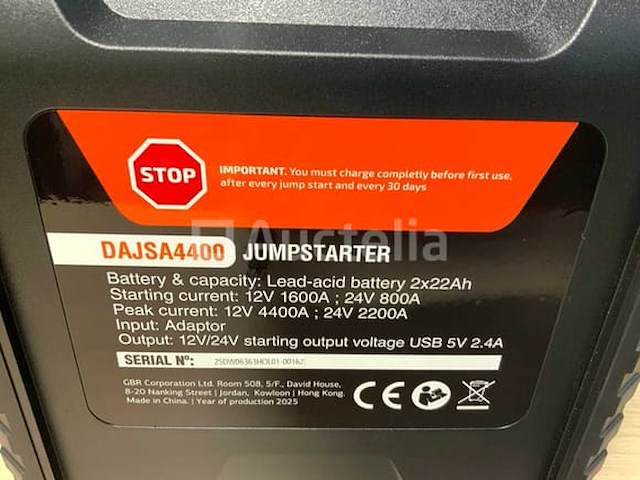 STOP
IMPORTANT. You must charge completly before first use,
after every jump start and every 30 days
Auctelia
DAJSA4400 JUMPSTARTER
Battery & capacity: Lead-acid battery 2x22Ah
Starting current: 12V 1600A ; 24V 800A
Peak current: 12V 4400A ; 24V 2200A
Input: Adaptor
Output: 12V/24V starting output voltage USB 5V 2.4A
SERIAL N°:
GBR Corporation Ltd. Room 508, 5/F., David House,
8-20 Nanking Street | Jordan, Kowloon | Hong Kong.
Made in China. | Year of production 2025
CE